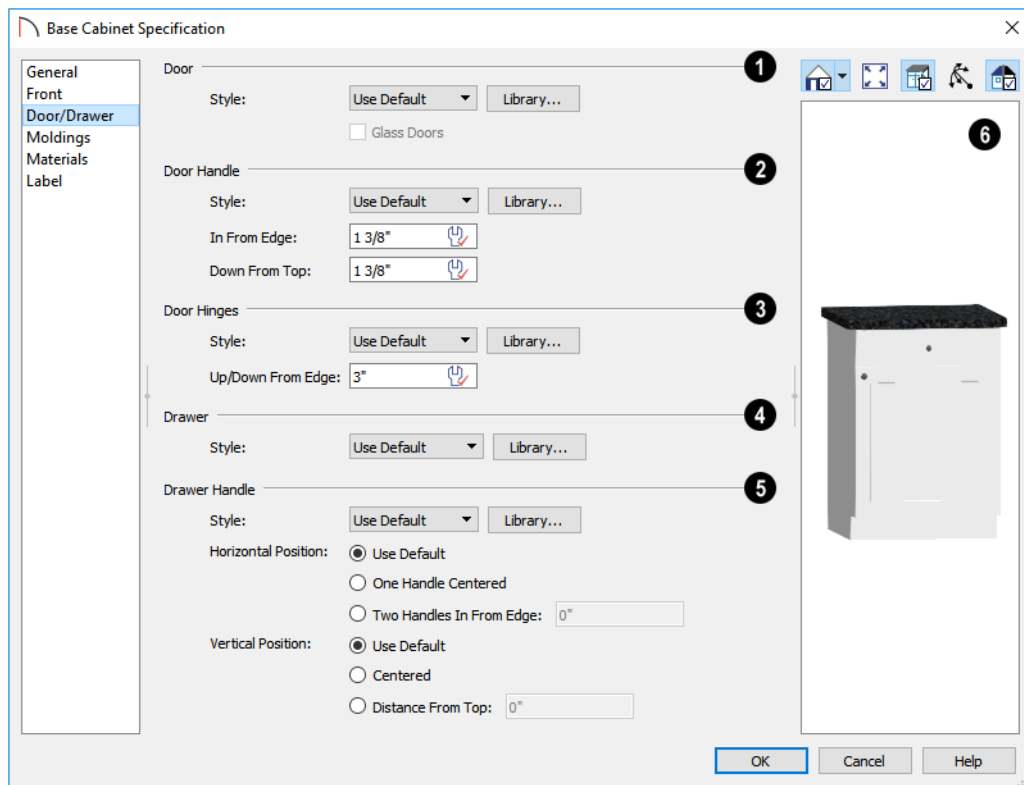 Base Cabinet Specification
General
Front
Door/Drawer
Moldings
Materials
Label
Door 1
Style: Use Default Library...
Glass Doors
Door Handle 2
Style: Use Default Library...
In From Edge: 1 3/8"
Down From Top: 1 3/8"
Door Hinges 3
Style: Use Default Library...
Up/Down From Edge: 3"
Drawer 4
Style: Use Default Library...
Drawer Handle 5
Style: Use Default Library...
Horizontal Position: Use Default
One Handle Centered
Two Handles In From Edge: 0"
Vertical Position: Use Default
Centered
Distance From Top: 0"
6
OK Cancel Help